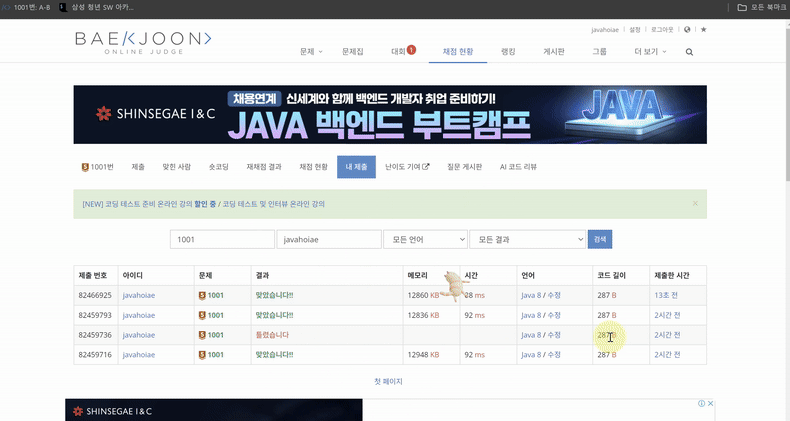 1001번: A-B 삼성 청년 SW 아카... 모든 북마크
javahoiae 설정 로그아웃
BAEKJOON
ONLINE JUDGE
문제 문제집 대회 1 채점 현황 랭킹 게시판 그룹 더 보기
SHINSEGAE I&C
채용연계 신세계와 함께 백엔드 개발자 취업 준비하기!
JAVA 백엔드 부트캠프
JAVA
1001번 제출 맞힌 사람 숏코딩 재채점 결과 채점 현황 내 제출 난이도 기여 질문 게시판 AI 코드 리뷰
[NEW] 코딩 테스트 준비 온라인 강의 할인 중 / 코딩 테스트 및 인터뷰 온라인 강의 ×
1001 javahoiae 모든 언어 모든 결과 검색
제출 번호 아이디 문제 결과 메모리 시간 언어 코드 길이 제출한 시간
82466925 javahoiae 5 1001 맞았습니다!! 12860 KB 88 ms Java 8 / 수정 287 B 13초 전
82459793 javahoiae 5 1001 맞았습니다!! 12836 KB 92 ms Java 8 / 수정 287 B 2시간 전
82459736 javahoiae 5 1001 틀렸습니다 Java 8 / 수정 287 B 2시간 전
82459716 javahoiae 5 1001 맞았습니다!! 12948 KB 92 ms Java 8 / 수정 287 B 2시간 전
첫 페이지
SHINSEGAE I&C